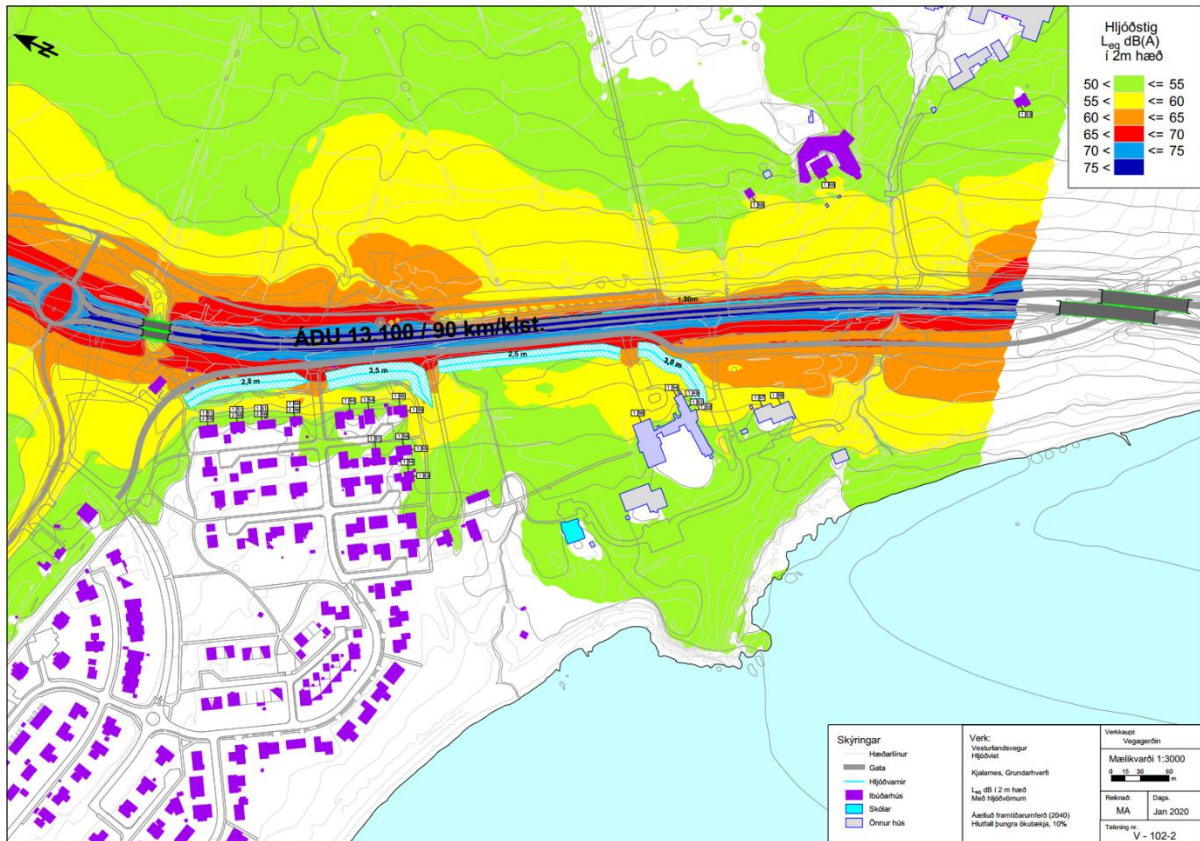 N
Hljóðstig
Leq dB(A)
í 2m hæð
50 < <= 55
55 < <= 60
60 < <= 65
65 < <= 70
70 < <= 75
75 <
1,80m
ÁDU 13.100 / 90 km/klst.
2,5 m
3,0 m
3,5 m
2,8 m
Skýringar
Hæðarlínur
Gata
Hljóðvarnir
Íbúðarhús
Skólar
Önnur hús
Verk:
Vesturlandsvegur
Hljóðvist
Kjalarnes, Grundarhverfi
Leq dB í 2 m hæð
Með hljóðvörnum
Áætluð framtíðarumferð (2040)
Hlutfall þungra ökutækja, 10%
Verkkaupi:
Vegagerðin
Mælikvarði 1:3000
0 15 30 60
m
Reiknað:
MA
Dags.
Jan 2020
Teikning nr.
V - 102-2